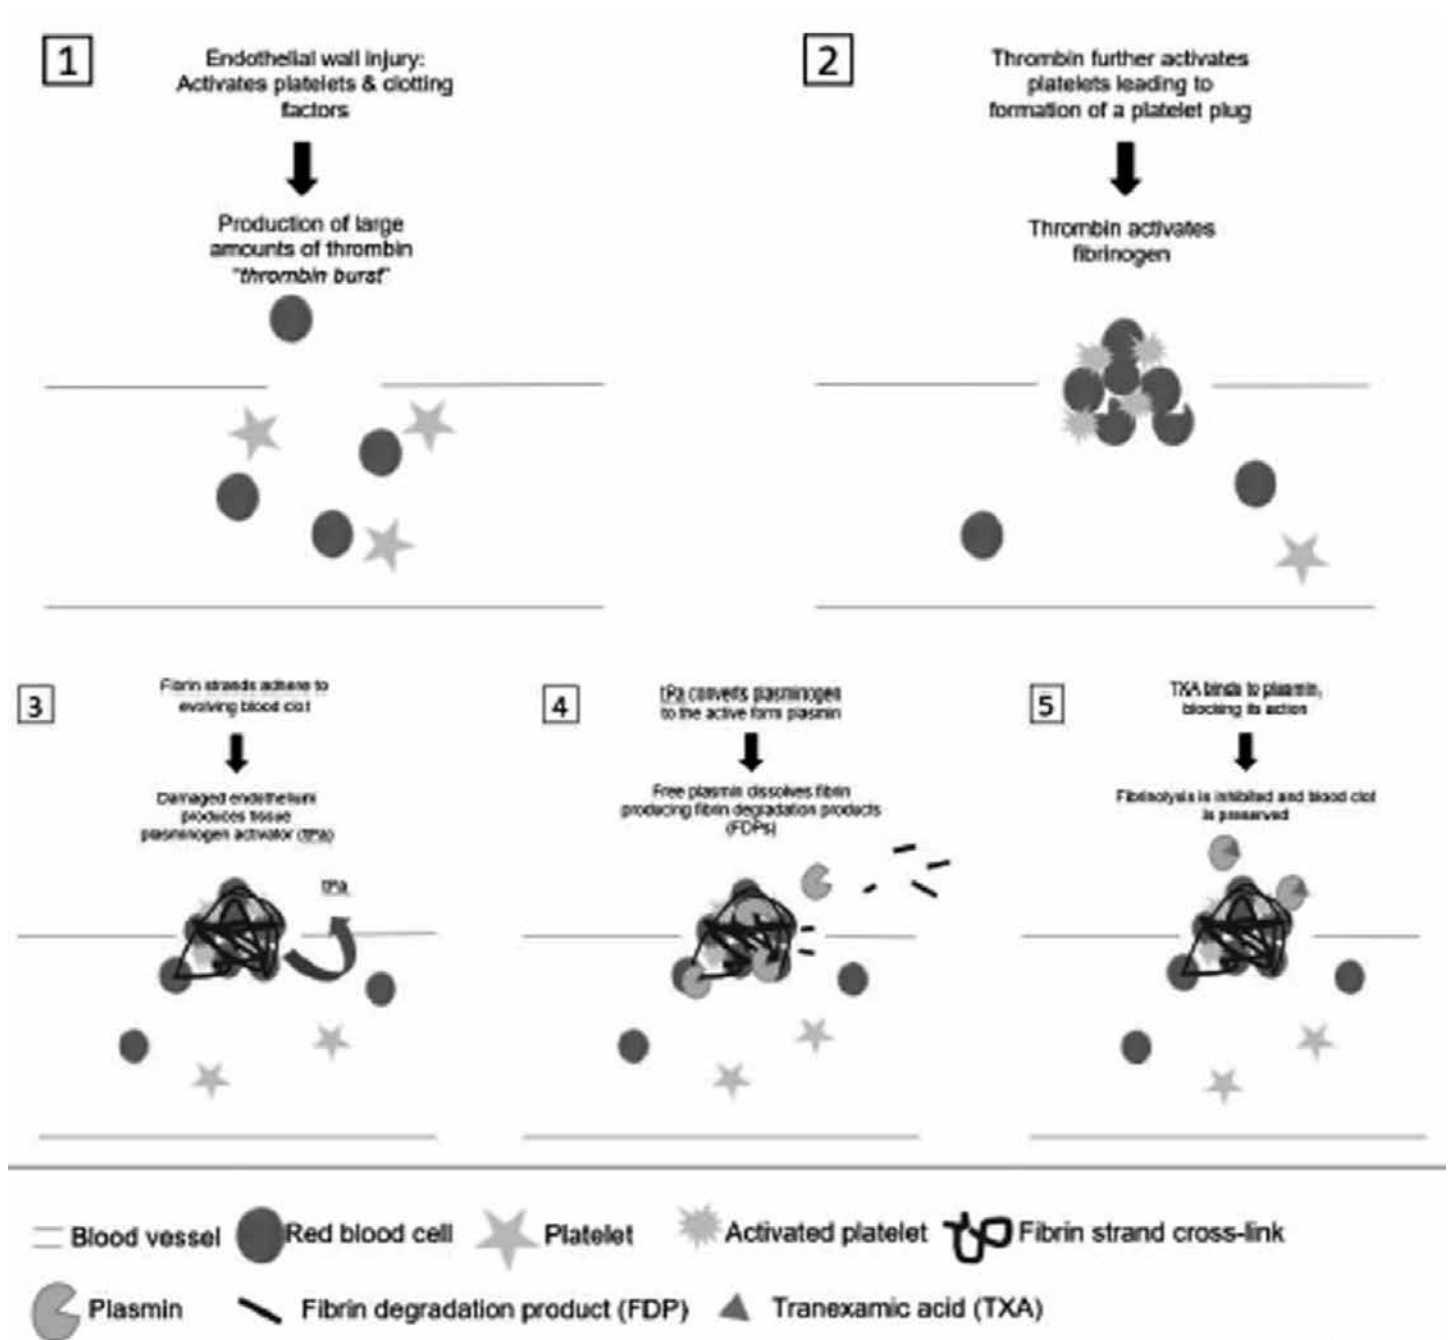 1
Endothelial wall injury:
Activates platelets & clotting
factors
Production of large
amounts of thrombin
"thrombin burst"
2
Thrombin further activates
platelets leading to
formation of a platelet plug
Thrombin activates
fibrinogen
3
Fibrin strands adhere to
evolving blood clot
Damaged endothelium
produces tissue
plasminogen activator (tPa)
tPa
4
tPa converts plasminogen
to the active form plasmin
Free plasmin dissolves fibrin
producing fibrin degradation products
(FDPs)
5
TXA binds to plasmin,
blocking its action
Fibrinolysis is inhibited and blood clot
is preserved
Blood vessel
Red blood cell
Platelet
Activated platelet
Fibrin strand cross-link
Plasmin
Fibrin degradation product (FDP)
Tranexamic acid (TXA)